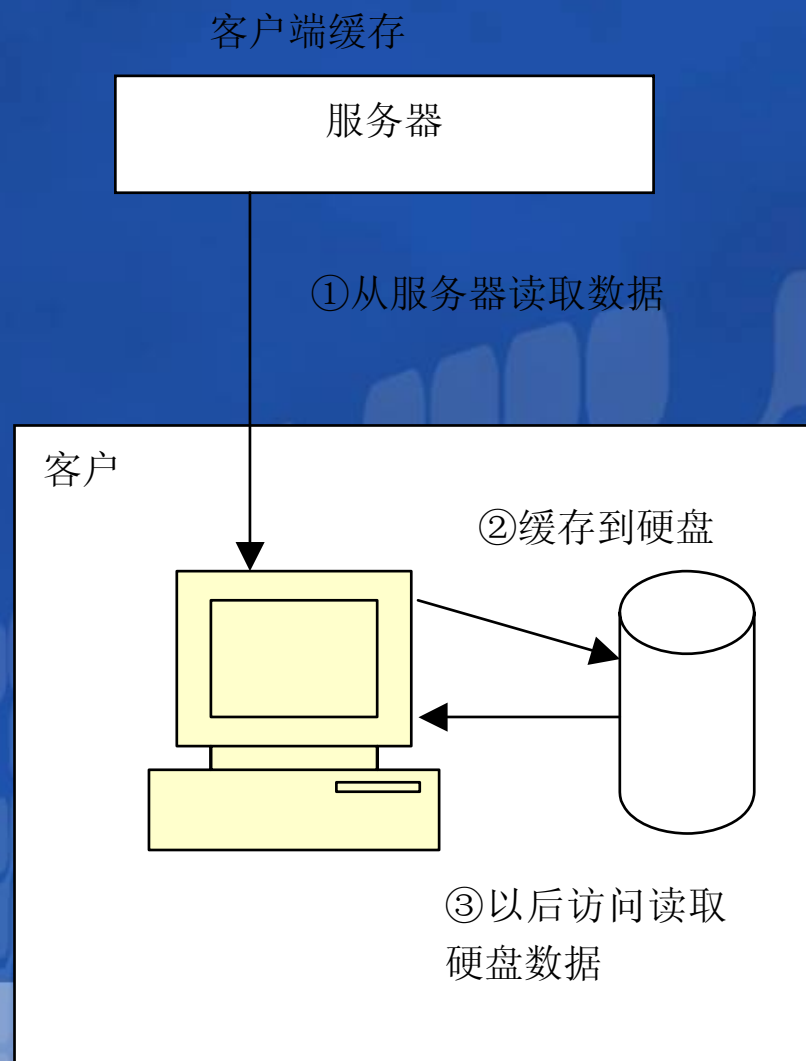 客户端缓存
服务器
①从服务器读取数据
客户
②缓存到硬盘
③以后访问读取
硬盘数据